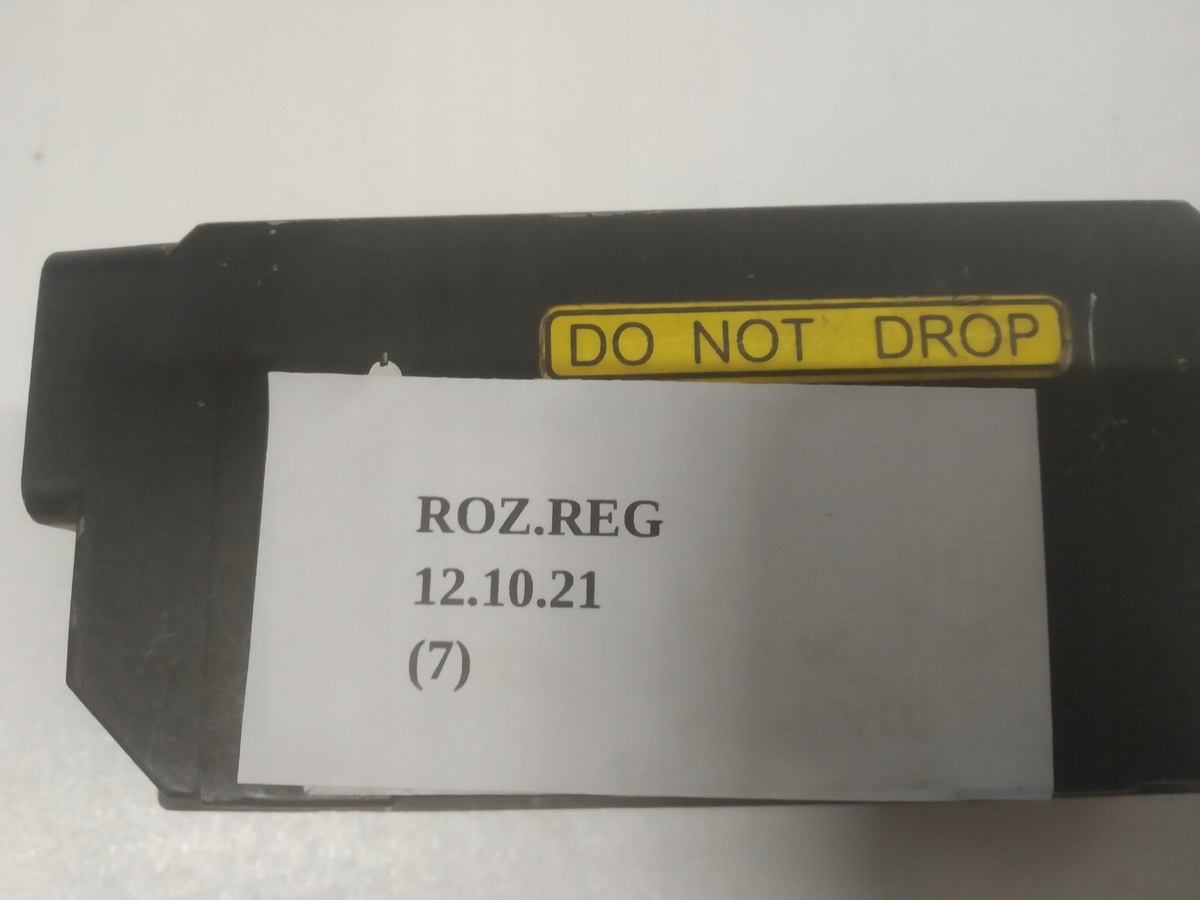 DO NOT DROP
ROZ.REG
12.10.21
(7)